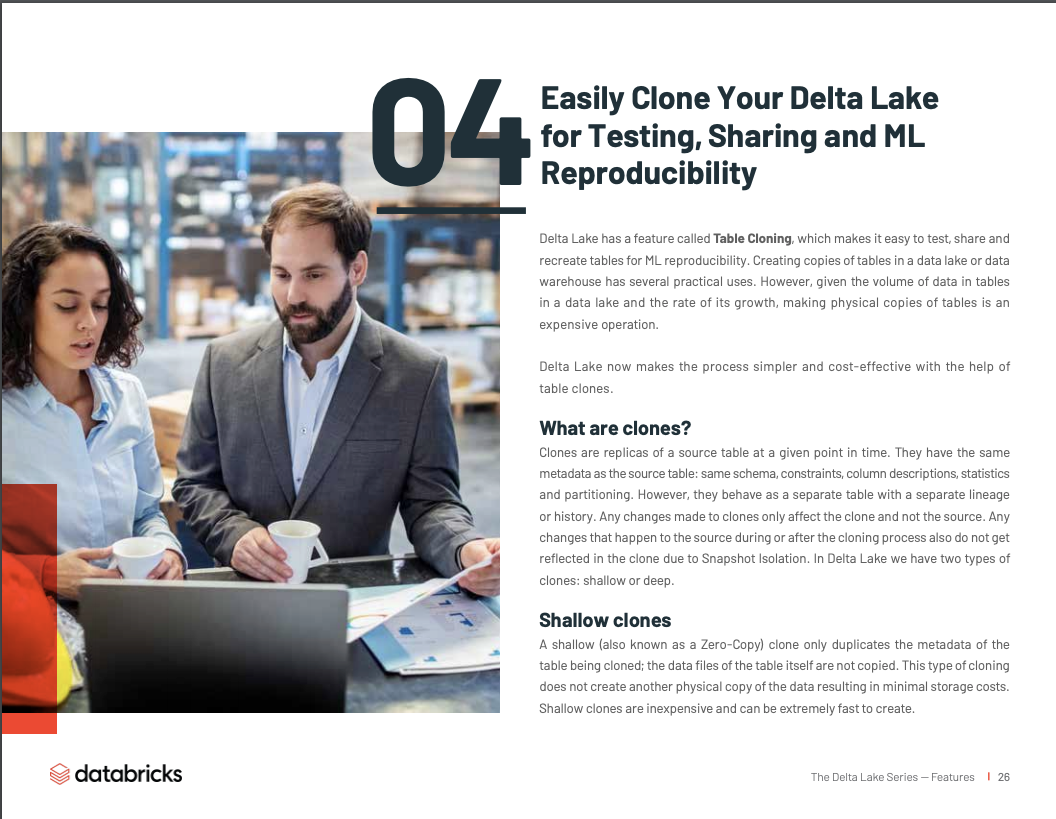 04
Easily Clone Your Delta Lake
for Testing, Sharing and ML
Reproducibility
Delta Lake has a feature called Table Cloning, which makes it easy to test, share and
recreate tables for ML reproducibility. Creating copies of tables in a data lake or data
warehouse has several practical uses. However, given the volume of data in tables
in a data lake and the rate of its growth, making physical copies of tables is an
expensive operation.
Delta Lake now makes the process simpler and cost-effective with the help of
table clones.
What are clones?
Clones are replicas of a source table at a given point in time. They have the same
metadata as the source table: same schema, constraints, column descriptions, statistics
and partitioning. However, they behave as a separate table with a separate lineage
or history. Any changes made to clones only affect the clone and not the source. Any
changes that happen to the source during or after the cloning process also do not get
reflected in the clone due to Snapshot Isolation. In Delta Lake we have two types of
clones: shallow or deep.
Shallow clones
A shallow (also known as a Zero-Copy) clone only duplicates the metadata of the
table being cloned; the data files of the table itself are not copied. This type of cloning
does not create another physical copy of the data resulting in minimal storage costs.
Shallow clones are inexpensive and can be extremely fast to create.
databricks
The Delta Lake Series — Features | 26